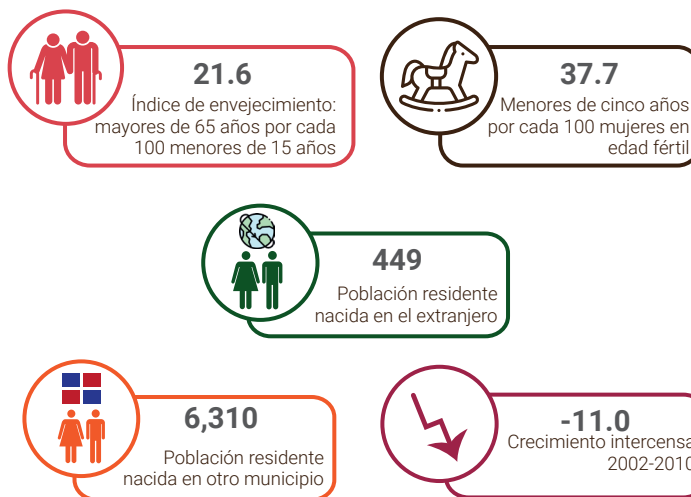 21.6
Índice de envejecimiento:
mayores de 65 años por cada
100 menores de 15 años
37.7
Menores de cinco años
por cada 100 mujeres en
edad fértil
449
Población residente
nacida en el extranjero
6,310
Población residente
nacida en otro municipio
-11.0
Crecimiento intercensa
2002-2010